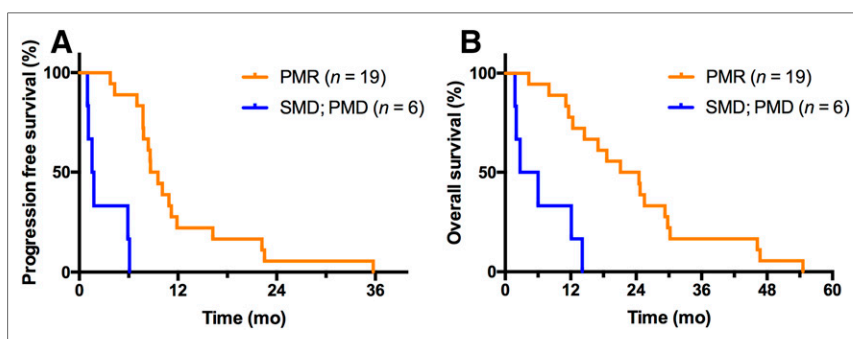 A
Progression free survival (%)
100
50
0
PMR (n = 19)
SMD; PMD (n = 6)
0 12 24 36
Time (mo)
B
Overall survival (%)
100
50
0
PMR (n = 19)
SMD; PMD (n = 6)
0 12 24 36 48 60
Time (mo)